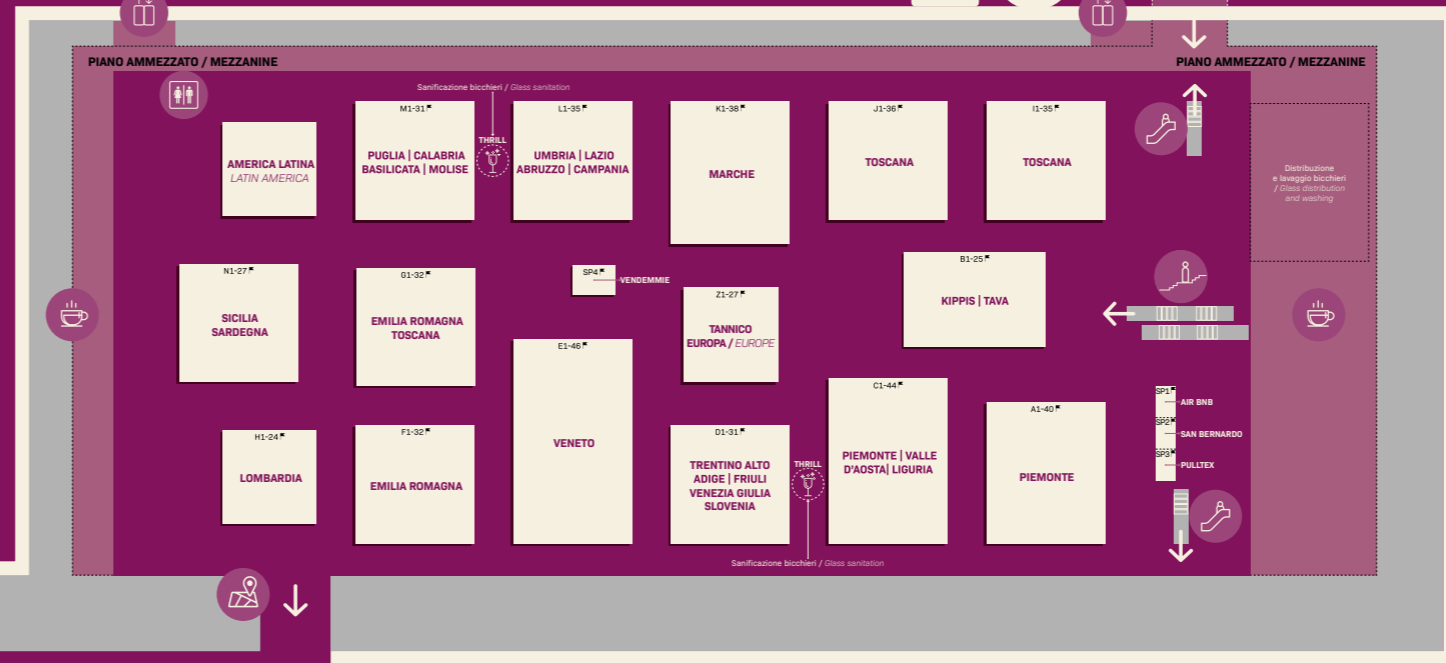 PIANO AMMEZZATO / MEZZANINE
PIANO AMMEZZATO / MEZZANINE
Sanificazione bicchieri / Glass sanitation
M1-31
PUGLIA | CALABRIA
BASILICATA | MOLISE
THRILL
L1-35
UMBRIA | LAZIO
ABRUZZO | CAMPANIA
K1-38
MARCHE
J1-36
TOSCANA
I1-35
TOSCANA
AMERICA LATINA
LATIN AMERICA
Distribuzione
e lavaggio bicchieri
/ Glass distribution
and washing
N1-27
SICILIA
SARDEGNA
G1-32
EMILIA ROMAGNA
TOSCANA
SP4
VENDEMMIE
Z1-27
TANNICO
EUROPA / EUROPE
B1-25
KIPPIS | TAVA
E1-46
VENETO
C1-44
PIEMONTE | VALLE
D'AOSTA| LIGURIA
A1-40
PIEMONTE
SP1
AIR BNB
SP2
SAN BERNARDO
SP3
PULLTEX
H1-24
LOMBARDIA
F1-32
EMILIA ROMAGNA
D1-31
TRENTINO ALTO
ADIGE | FRIULI
VENEZIA GIULIA
SLOVENIA
THRILL
Sanificazione bicchieri / Glass sanitation